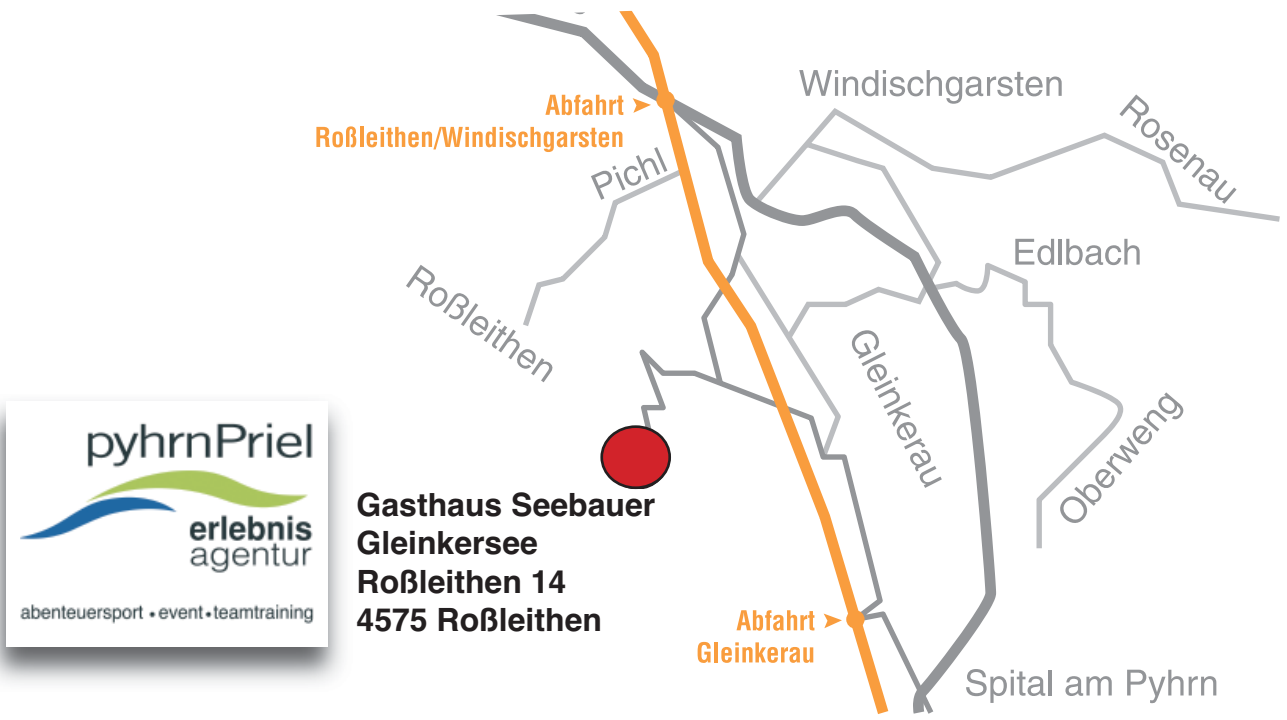 Windischgarsten
Abfahrt
Roßleithen/Windischgarsten
Rosenau
Pichl
Edlbach
Roßleithen
Gleinkerau
Oberweng
pyhrnPriel
erlebnis
agentur
abenteuersport • event • teamtraining
Gasthaus Seebauer
Gleinkersee
Roßleithen 14
4575 Roßleithen
Abfahrt
Gleinkerau
Spital am Pyhrn